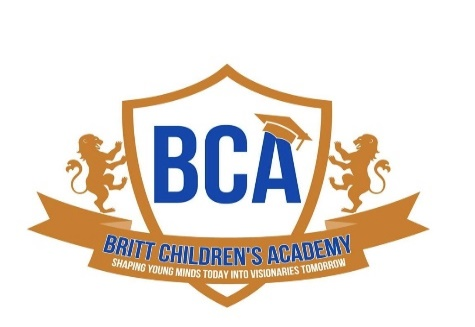 BCA
BRITT CHILDREN'S ACADEMY
SHAPING YOUNG MINDS TODAY INTO VISIONARIES TOMORROW